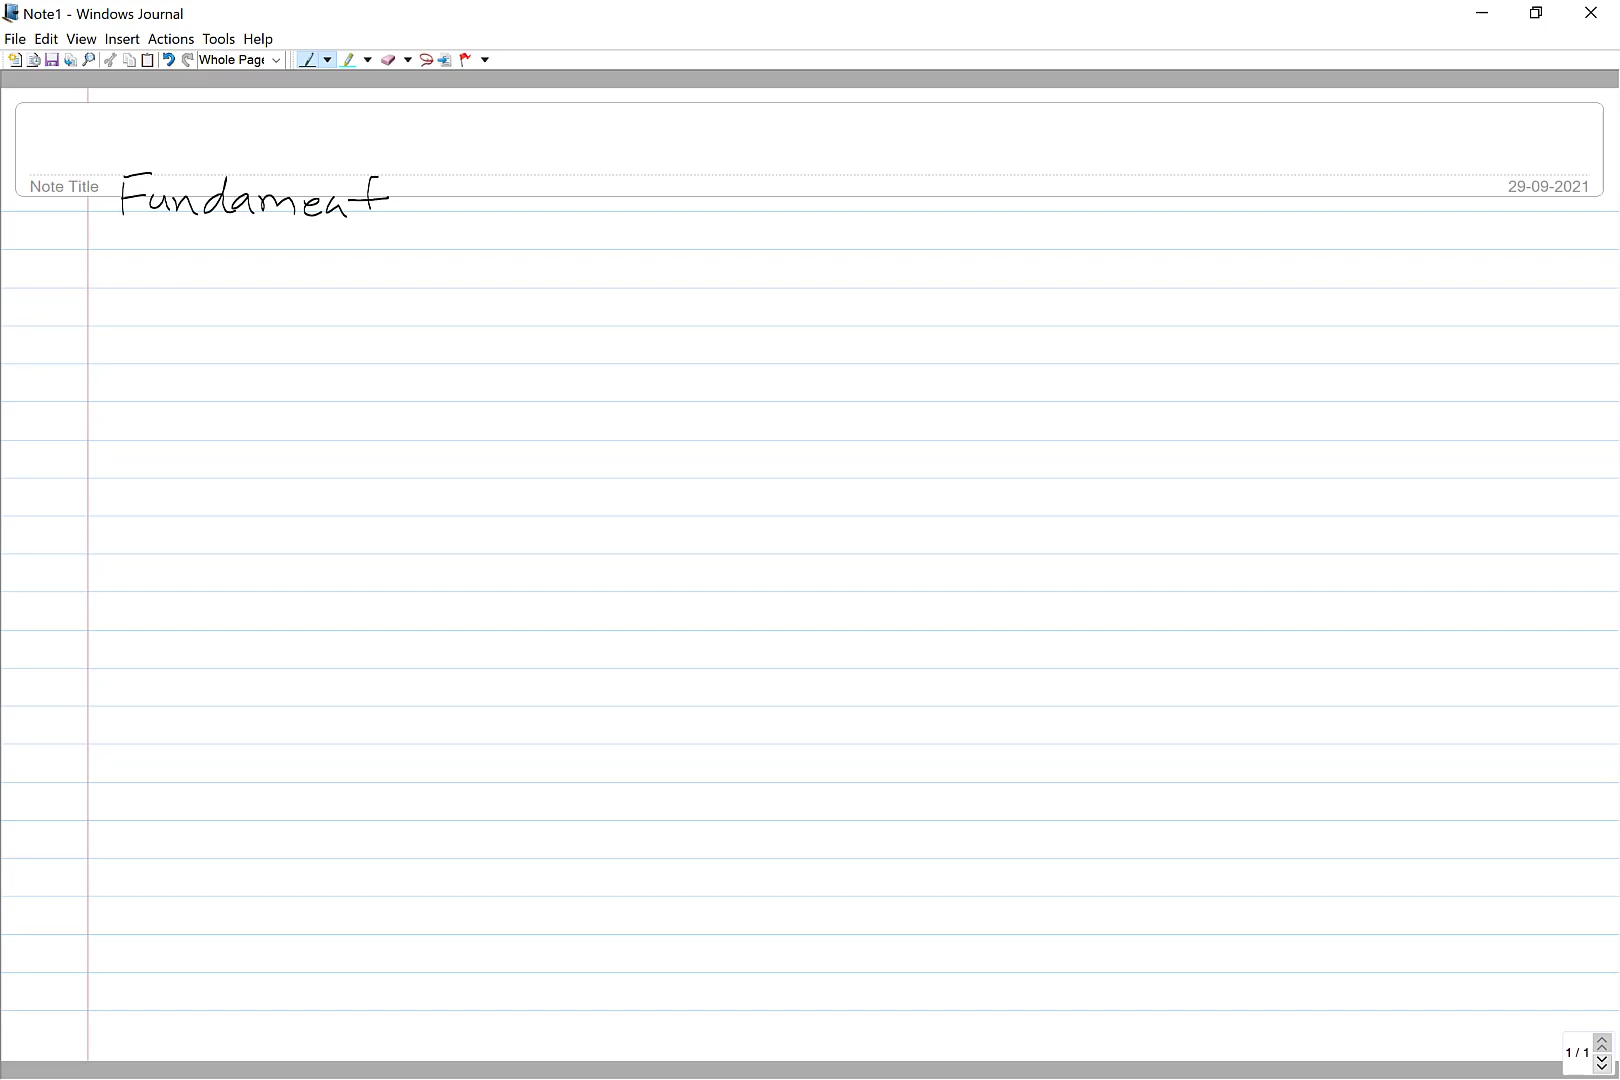 Note1 - Windows Journal
File Edit View Insert Actions Tools Help
Whole Page
Note Title Fundament 29-09-2021
1 / 1